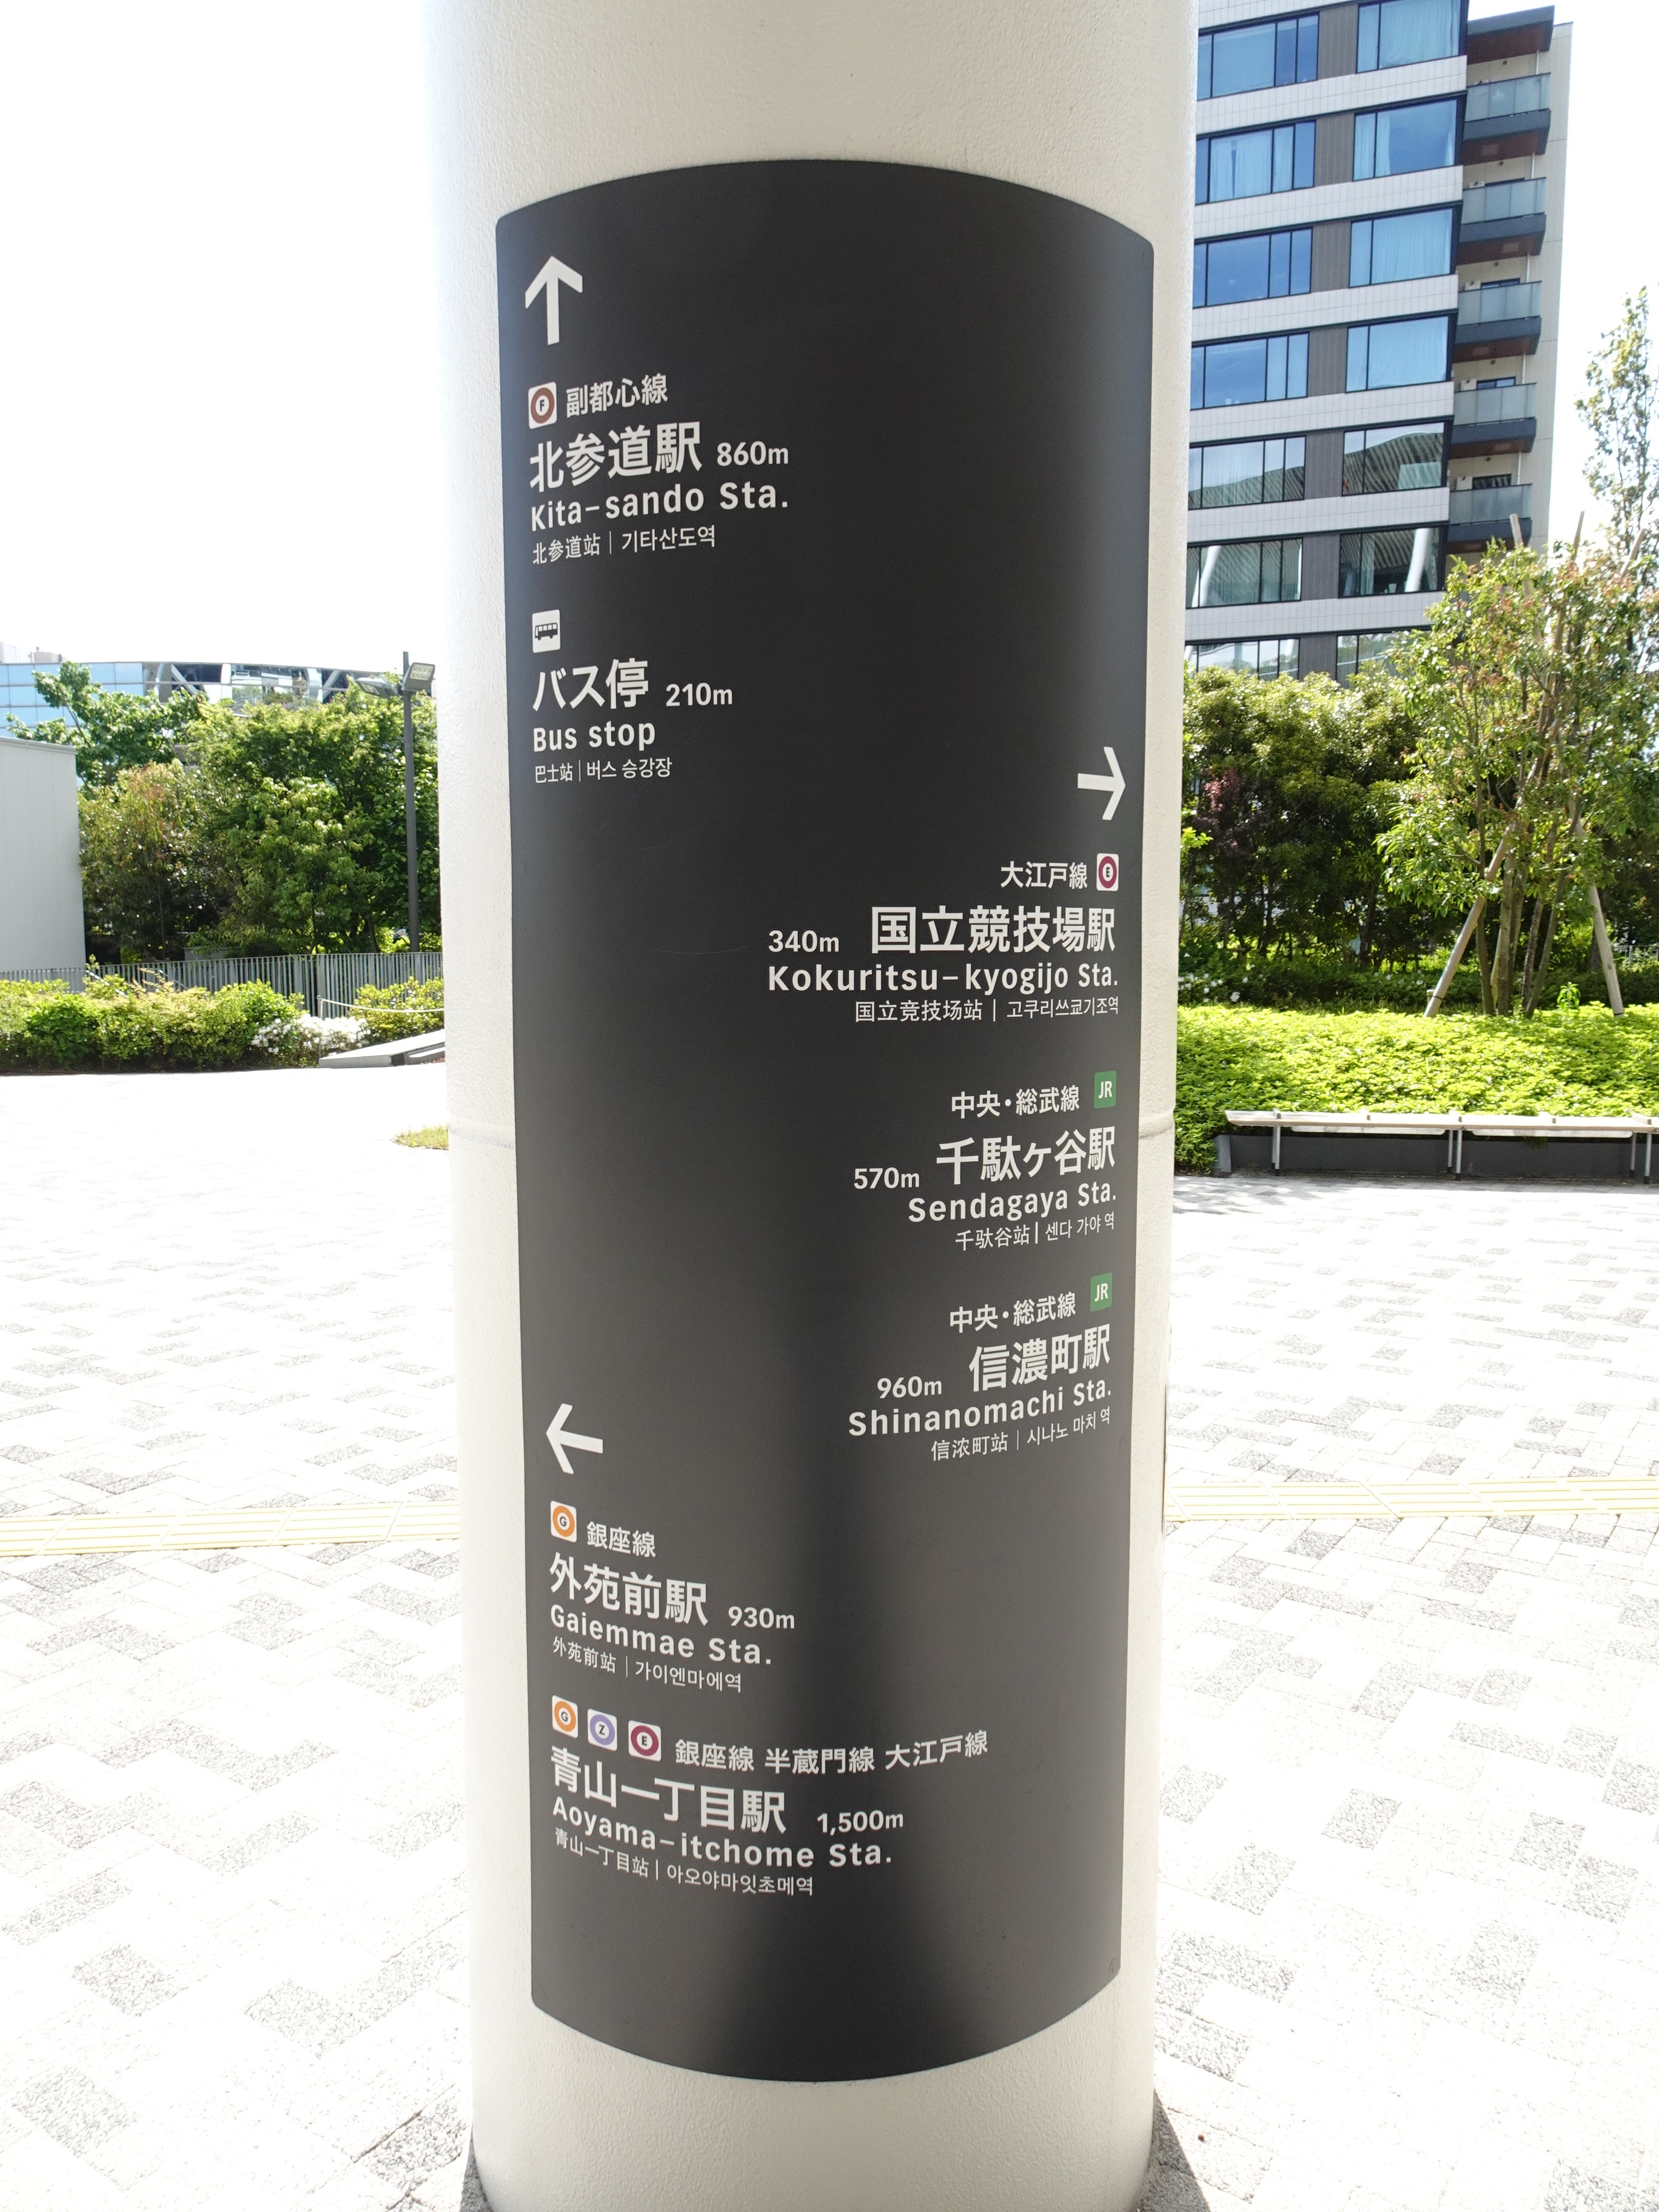 F 副都心線
北参道駅 860m
Kita-sando Sta.
北参道站 | 기타산도역
バス停 210m
Bus stop
巴士站 | 버스 승강장
大江戸線 E
340m 国立競技場駅
Kokuritsu-kyogijo Sta.
国立竞技场站 | 고쿠리쓰쿄기조역
中央・総武線 JR
570m 千駄ケ谷駅
Sendagaya Sta.
千驮谷站 | 센다 가야 역
中央・総武線 JR
960m 信濃町駅
Shinanomachi Sta.
信浓町站 | 시나노 마치 역
G 銀座線
外苑前駅 930m
Gaiemmae Sta.
外苑前站 | 가이엔마에역
G Z E 銀座線 半蔵門線 大江戸線
青山一丁目駅 1,500m
Aoyama-itchome Sta.
青山一丁目站 | 아오야마잇초메역